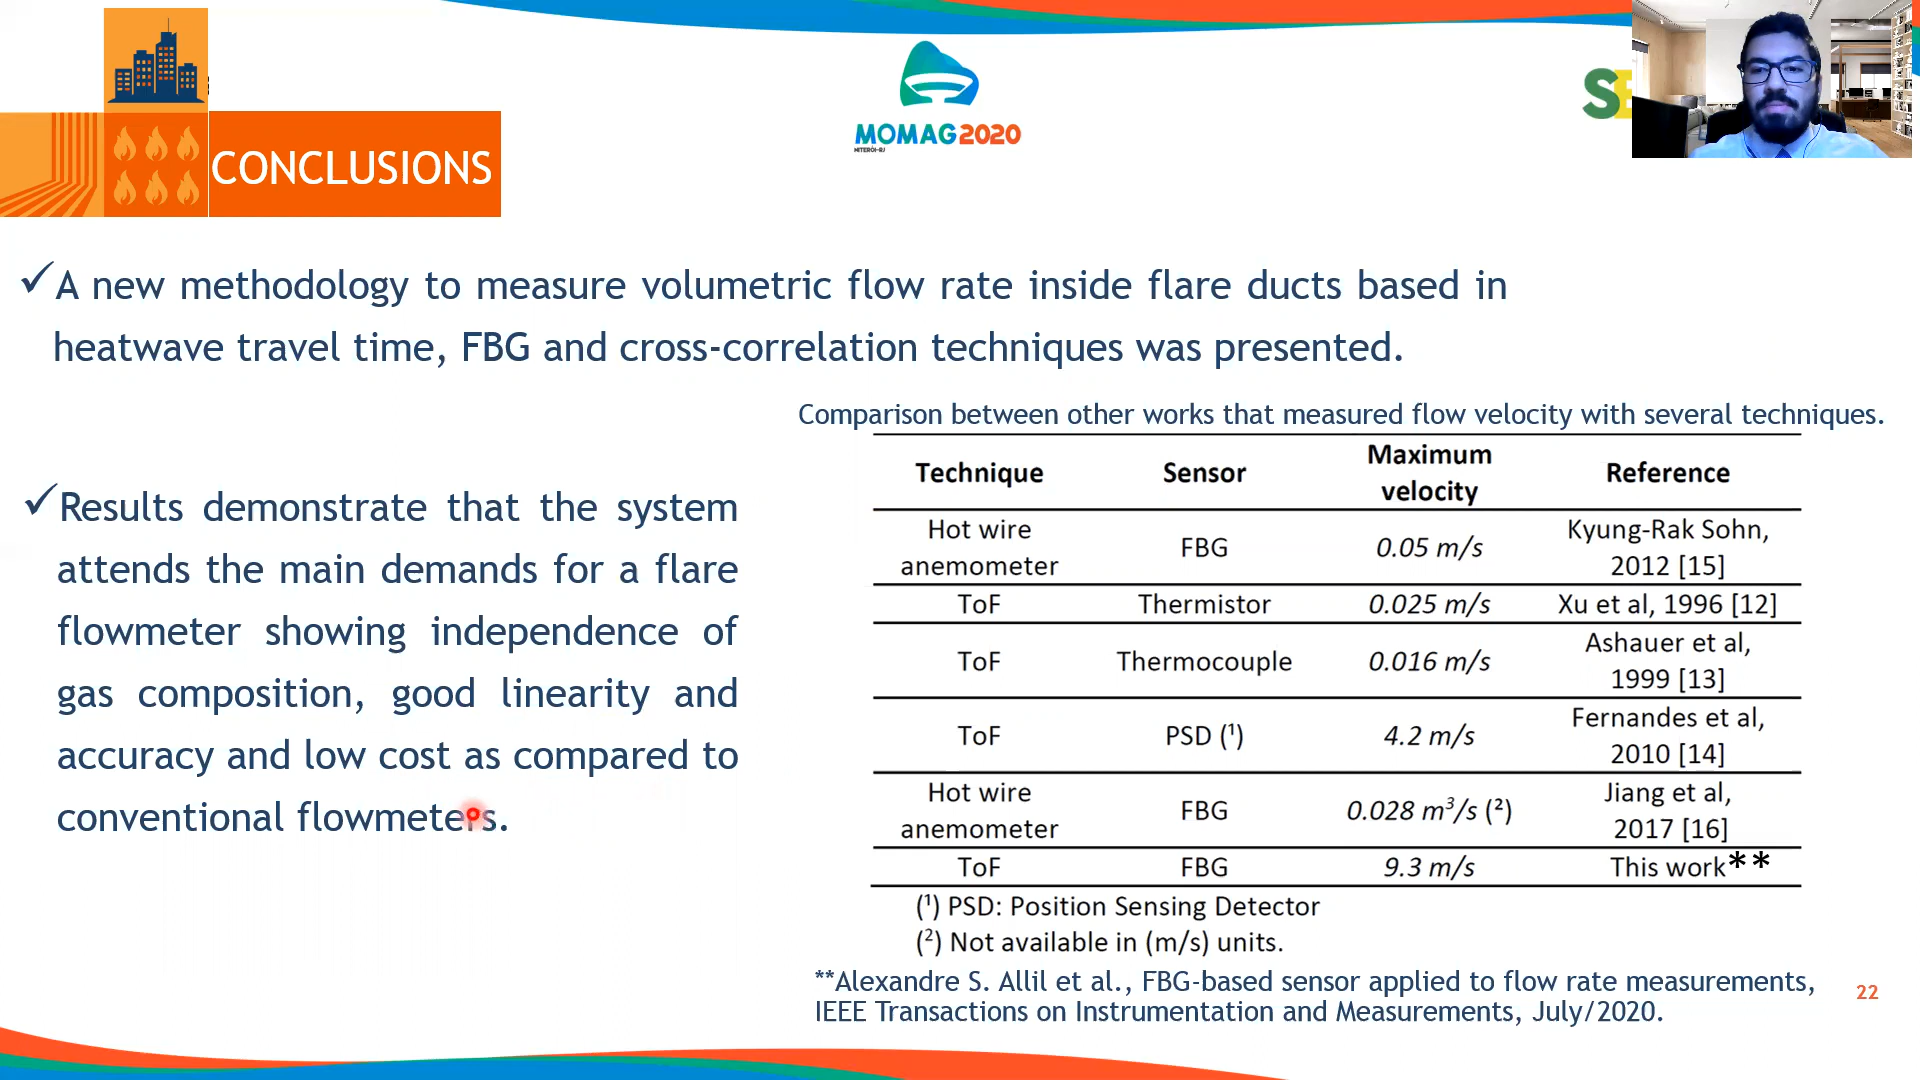 MOMAG2020
NITERÓI-RJ
CONCLUSIONS
✓A new methodology to measure volumetric flow rate inside flare ducts based in
heatwave travel time, FBG and cross-correlation techniques was presented.
✓Results demonstrate that the system
attends the main demands for a flare
flowmeter showing independence of
gas composition, good linearity and
accuracy and low cost as compared to
conventional flowmeters.
Comparison between other works that measured flow velocity with several techniques.
Technique Sensor Maximum velocity Reference
Hot wire anemometer FBG 0.05 m/s Kyung-Rak Sohn, 2012 [15]
ToF Thermistor 0.025 m/s Xu et al, 1996 [12]
ToF Thermocouple 0.016 m/s Ashauer et al, 1999 [13]
ToF PSD (¹) 4.2 m/s Fernandes et al, 2010 [14]
Hot wire anemometer FBG 0.028 m³/s (²) Jiang et al, 2017 [16]
ToF FBG 9.3 m/s This work**
(¹) PSD: Position Sensing Detector
(²) Not available in (m/s) units.
**Alexandre S. Allil et al., FBG-based sensor applied to flow rate measurements,
IEEE Transactions on Instrumentation and Measurements, July/2020.
22